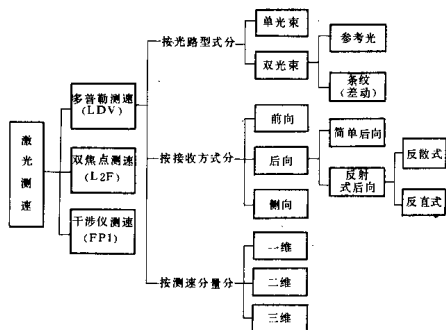 激光测速
多普勒测速
(LDV)
双焦点测速
(L2F)
干涉仪测速
(FPI)
按光路型式分
单光束
双光束
参考光
条纹
(差动)
按接收方式分
前向
后向
侧向
简单后向
反射
式后向
反散式
反直式
按测速分量分
一维
二维
三维